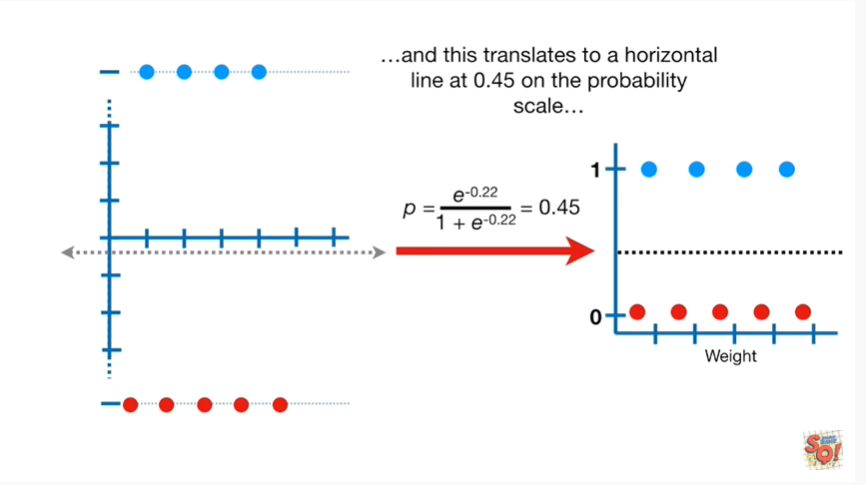 ...and this translates to a horizontal
line at 0.45 on the probability
scale...
p = e^-0.22 / 1 + e^-0.22 = 0.45
1
0
Weight
SQ!